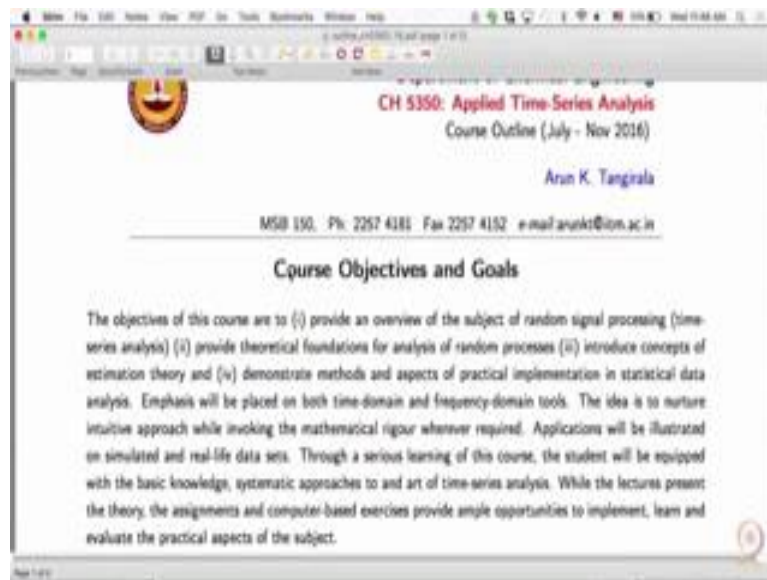 CH 5350: Applied Time-Series Analysis
Course Outline (July - Nov 2016)
Arun K. Tangirala
MSB 150, Ph: 2257 4181 Fax 2257 4152 e-mail:arunkt@iitm.ac.in
Course Objectives and Goals
The objectives of this course are to (i) provide an overview of the subject of random signal processing (time-
series analysis) (ii) provide theoretical foundations for analysis of random processes (iii) introduce concepts of
estimation theory and (iv) demonstrate methods and aspects of practical implementation in statistical data
analysis. Emphasis will be placed on both time-domain and frequency-domain tools. The idea is to nurture
intuitive approach while invoking the mathematical rigour wherever required. Applications will be illustrated
on simulated and real-life data sets. Through a serious learning of this course, the student will be equipped
with the basic knowledge, systematic approaches to and art of time-series analysis. While the lectures present
the theory, the assignments and computer-based exercises provide ample opportunities to implement, learn and
evaluate the practical aspects of the subject.